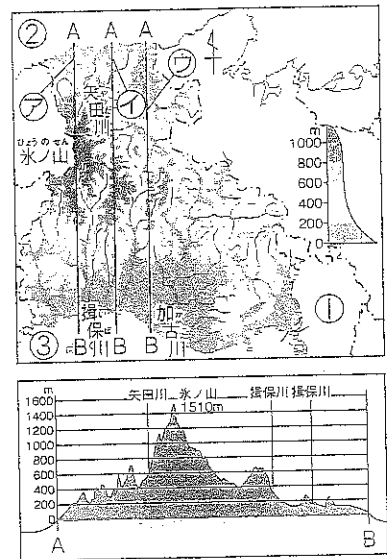 ② A A A
ア 矢田川 イ ウ
ひょうのせん
氷ノ山
m
1000
800
600
400
200
0
①
③ 揖保川 加古川
B B B
m 矢田川 氷ノ山 揖保川 揖保川
1600
1510m
1400
1200
1000
800
600
400
200
0
A B